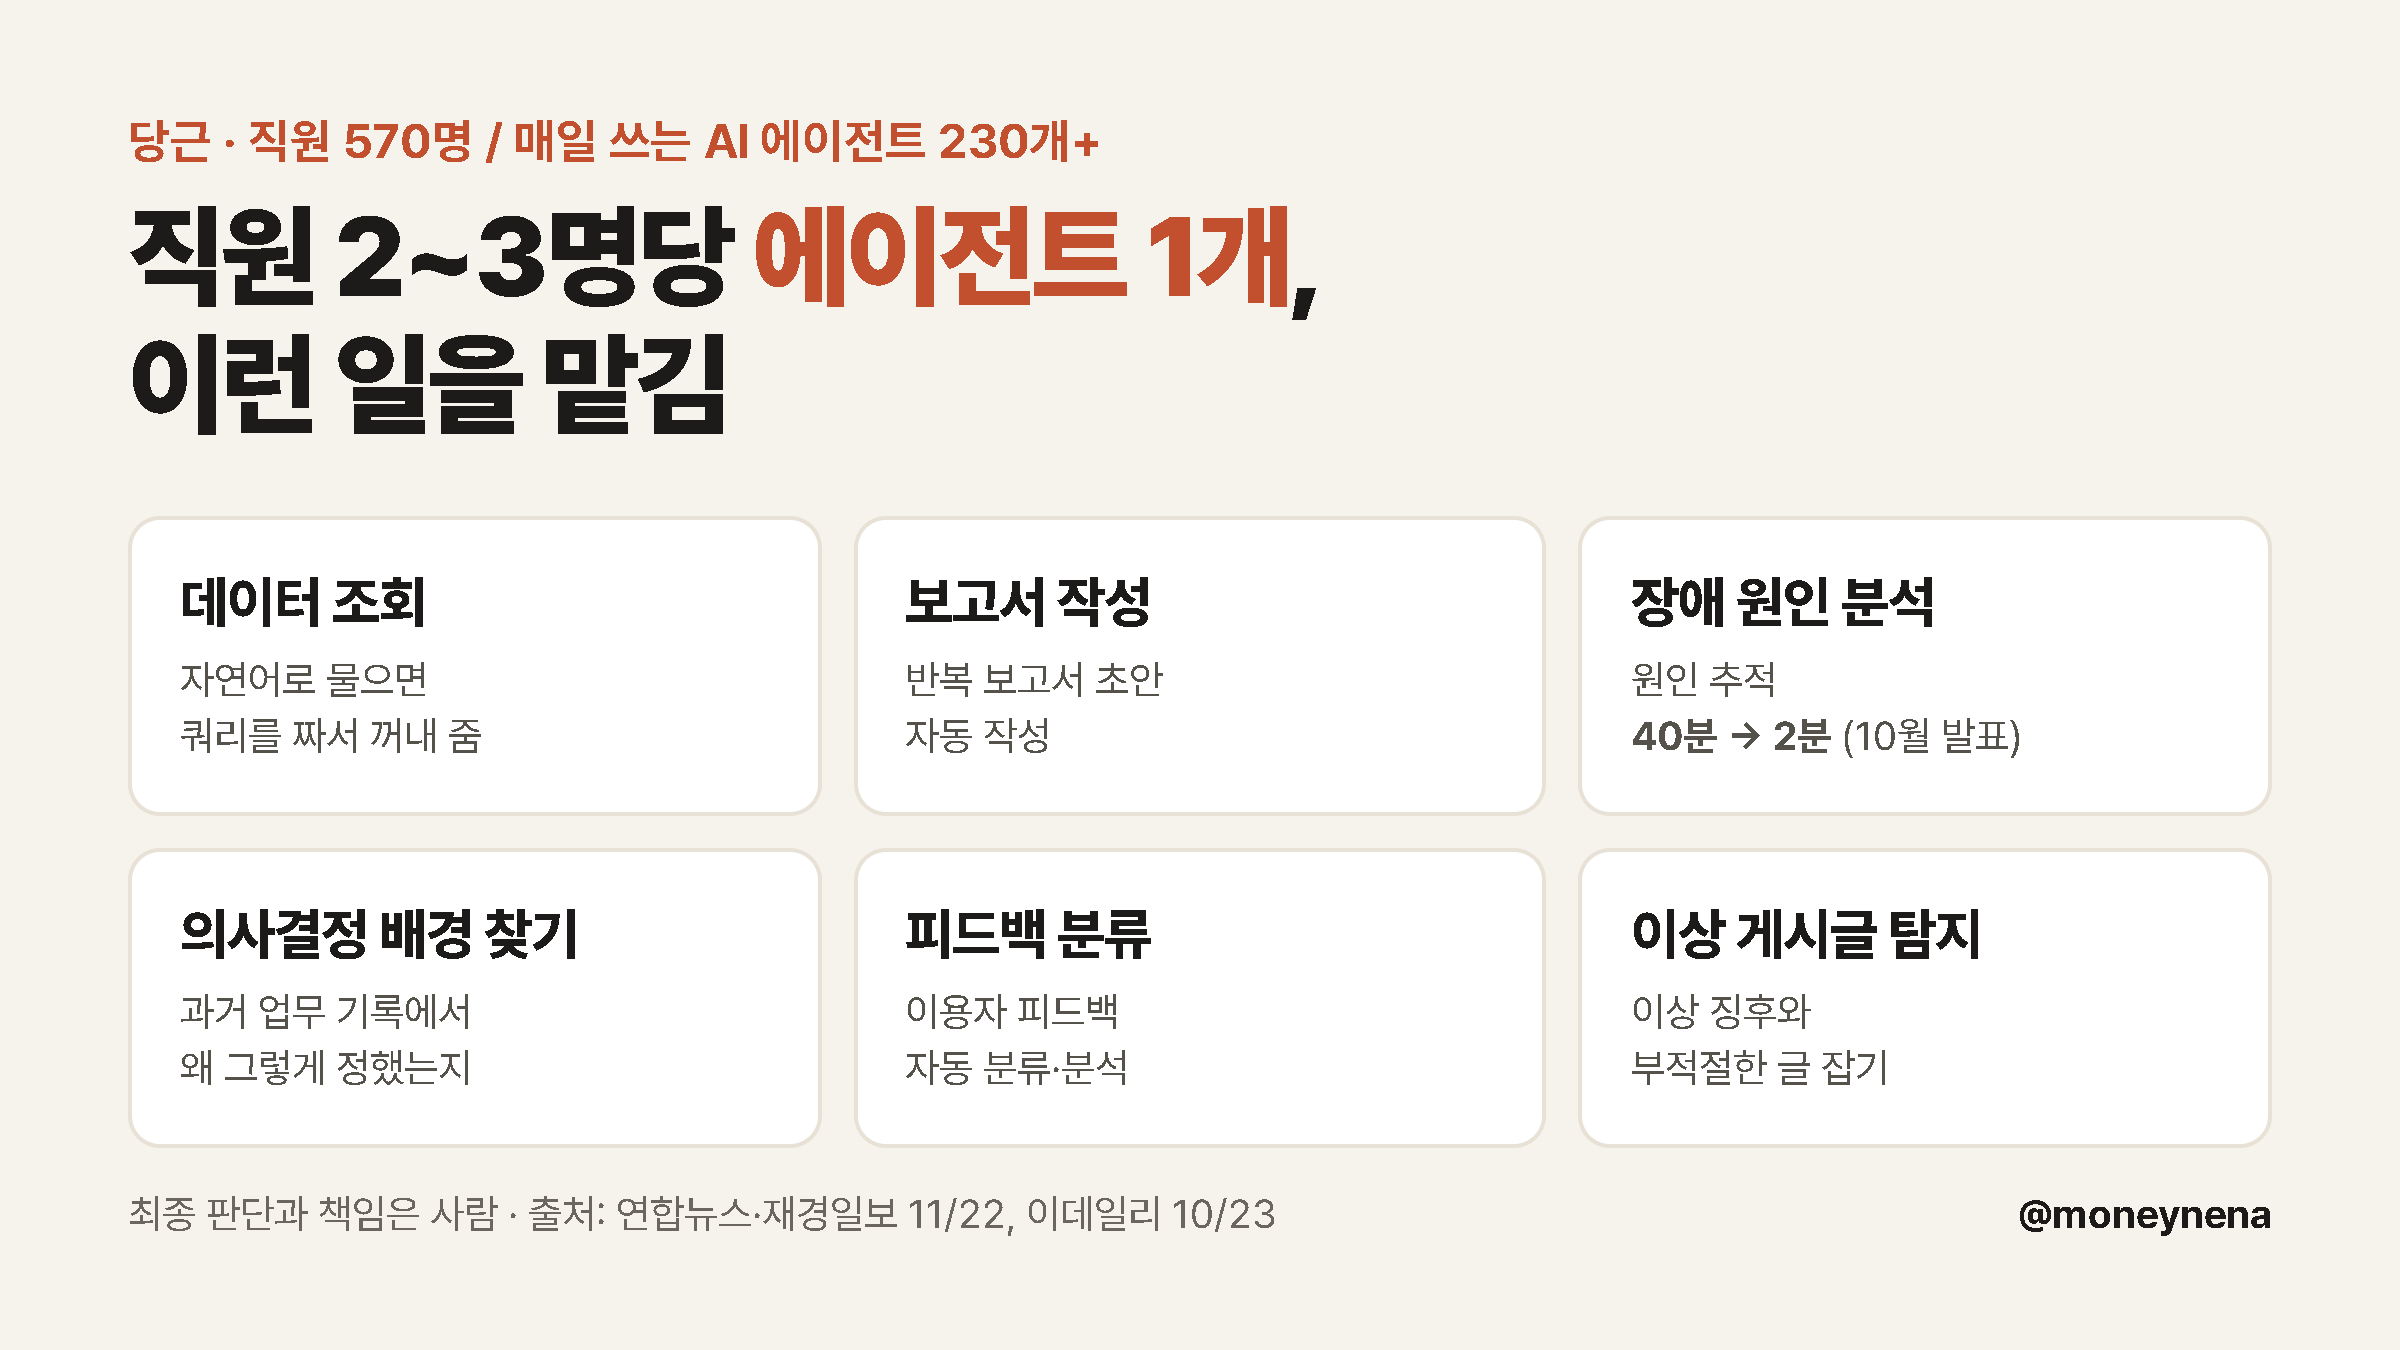 당근 · 직원 570명 / 매일 쓰는 AI 에이전트 230개+
직원 2~3명당 에이전트 1개,
이런 일을 맡김
데이터 조회
자연어로 물으면
쿼리를 짜서 꺼내 줌
보고서 작성
반복 보고서 초안
자동 작성
장애 원인 분석
원인 추적
40분 → 2분 (10월 발표)
의사결정 배경 찾기
과거 업무 기록에서
왜 그렇게 정했는지
피드백 분류
이용자 피드백
자동 분류·분석
이상 게시글 탐지
이상 징후와
부적절한 글 잡기
최종 판단과 책임은 사람 · 출처: 연합뉴스·재경일보 11/22, 이데일리 10/23
@moneynena